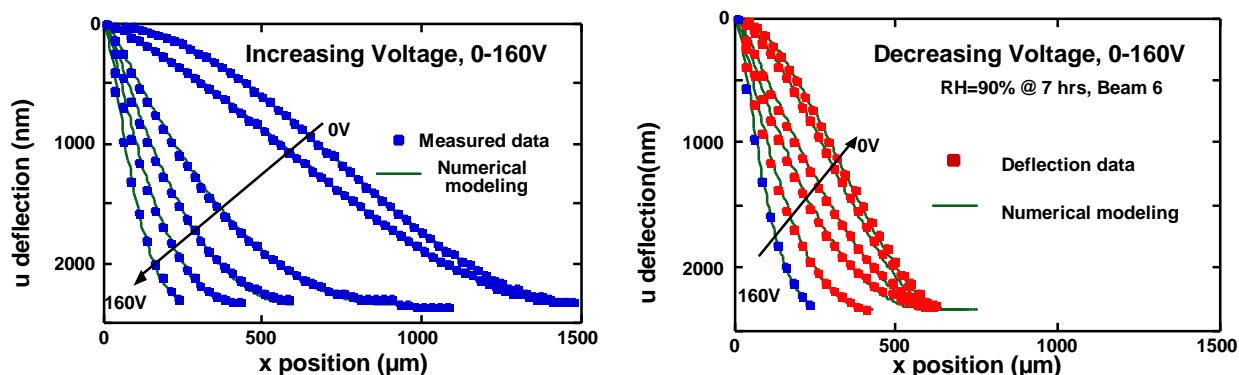 Increasing Voltage, 0-160V
0
1000
2000
u deflection (nm)
0V
160V
Measured data
Numerical
modeling
0
500
1000
1500
x position (µm)
Decreasing Voltage, 0-160V
RH=90% @ 7 hrs, Beam 6
0
1000
2000
u deflection(nm)
0V
160V
Deflection data
Numerical modeling
0
500
1000
1500
x position (µm)